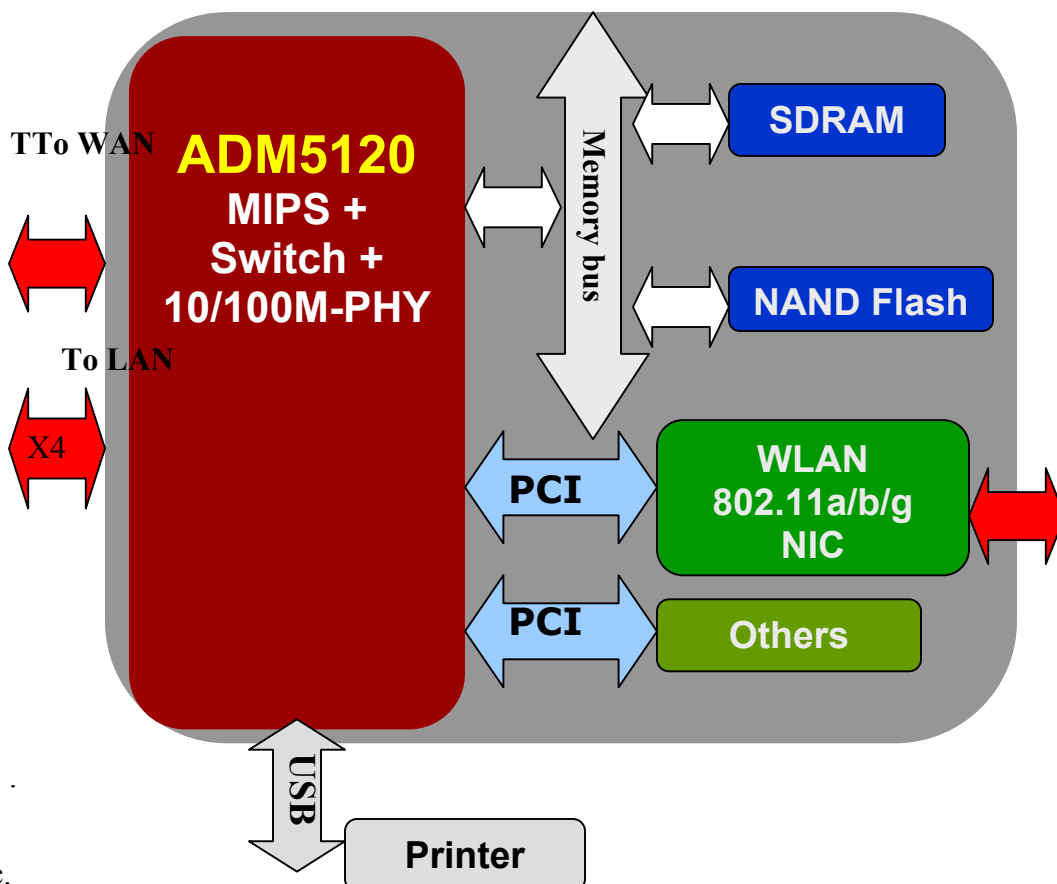 TTo WAN
ADM5120
MIPS +
Switch +
10/100M-PHY
To LAN
X4
Memory bus
SDRAM
NAND Flash
PCI
WLAN
802.11a/b/g
NIC
PCI
Others
USB
Printer
.
c.